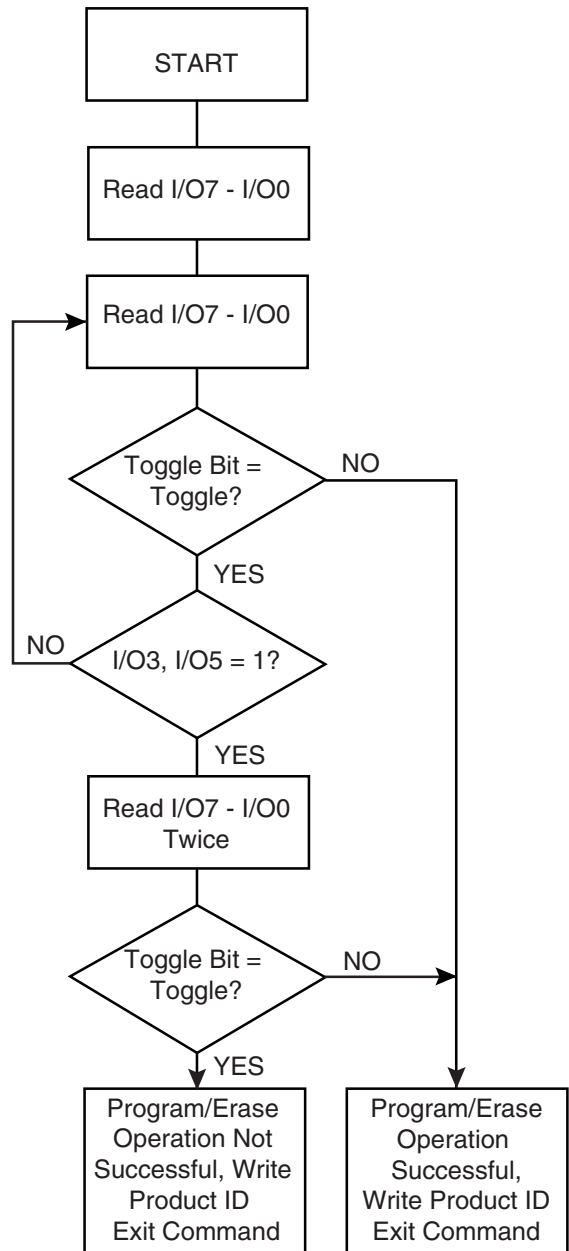 START
Read I/O7 - I/O0
Read I/O7 - I/O0
Toggle Bit =
Toggle?
NO
YES
I/O3, I/O5 = 1?
NO
YES
Read I/O7 - I/O0
Twice
Toggle Bit =
Toggle?
NO
YES
Program/Erase
Operation Not
Successful, Write
Product ID
Exit Command
Program/Erase
Operation
Successful,
Write Product ID
Exit Command